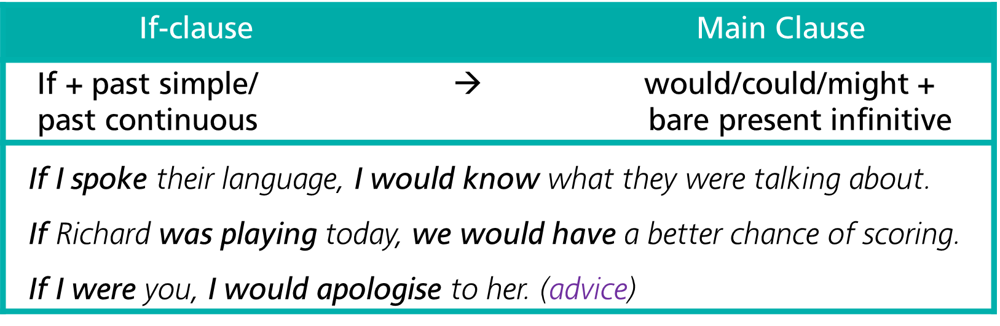 If-clause Main Clause
If + past simple/ → would/could/might +
past continuous bare present infinitive
If I spoke their language, I would know what they were talking about.
If Richard was playing today, we would have a better chance of scoring.
If I were you, I would apologise to her. (advice)